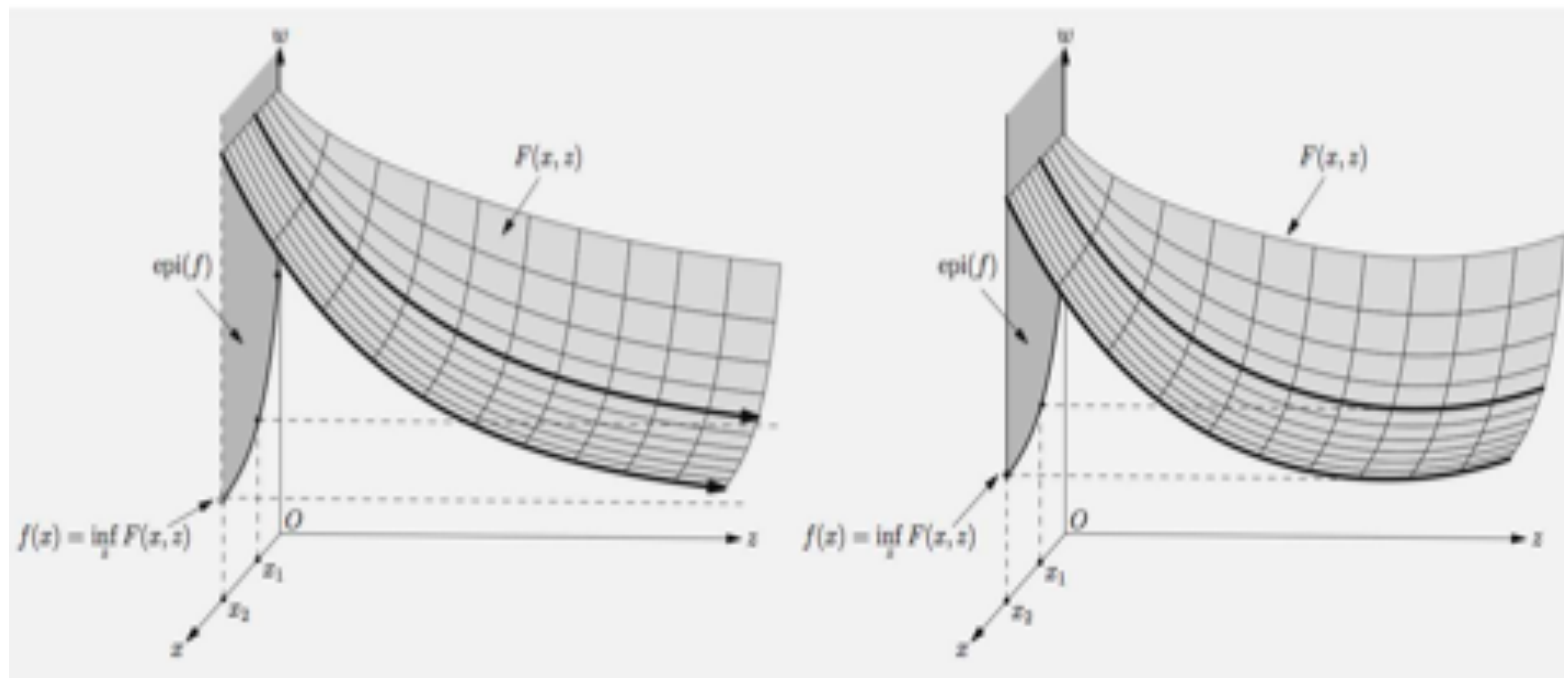 w
F(x, z)
epi(f)
O
f(x) = inf F(x, z)
z
z
x₁
x₂
x
w
F(x, z)
epi(f)
O
f(x) = inf F(x, z)
z
z
x₁
x₂
x